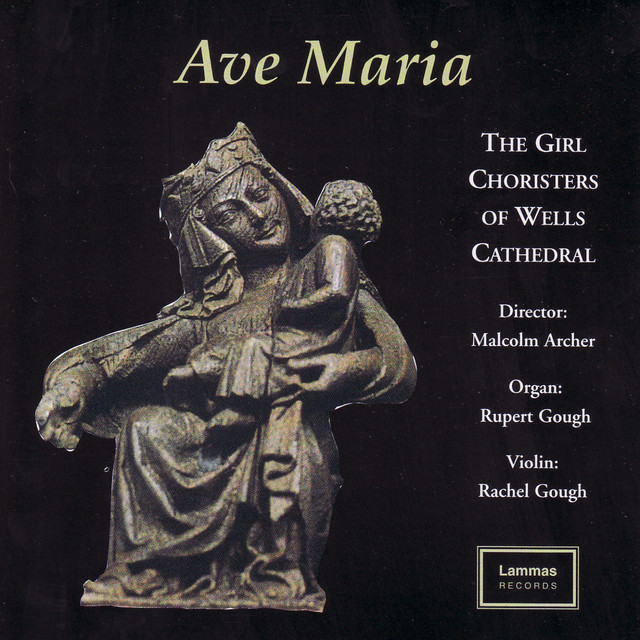 Ave Maria
THE GIRL
CHORISTERS
OF WELLS
CATHEDRAL
Director:
Malcolm Archer
Organ:
Rupert Gough
Violin:
Rachel Gough
Lammas
RECORDS